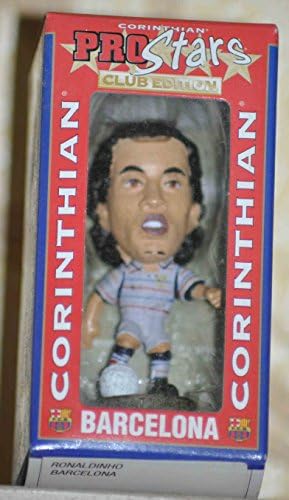 CORINTHIAN
PRO Stars
CLUB EDITION
CORINTHIAN®
CORINTHIAN®
BARCELONA
RONALDINHO
BARCELONA